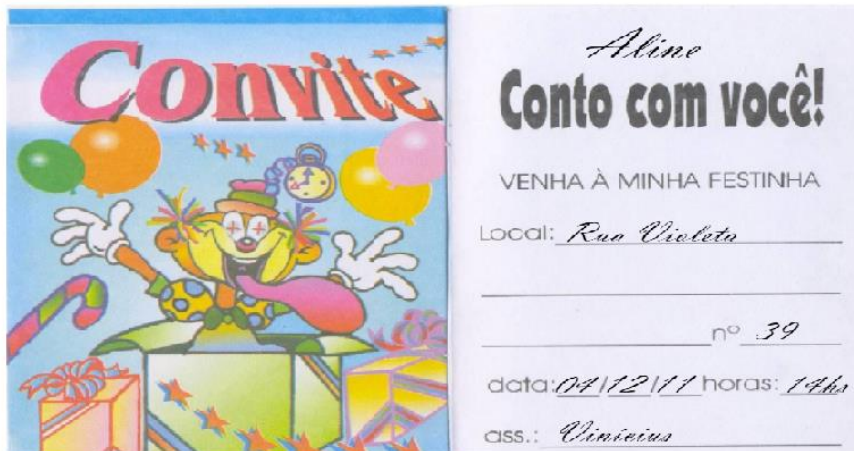 Convite
Aline
Conto com você!
VENHA À MINHA FESTINHA
Local: Rua Violeta
nº 39
data: 04/12/11 horas: 14hs
ass.: Vinícius